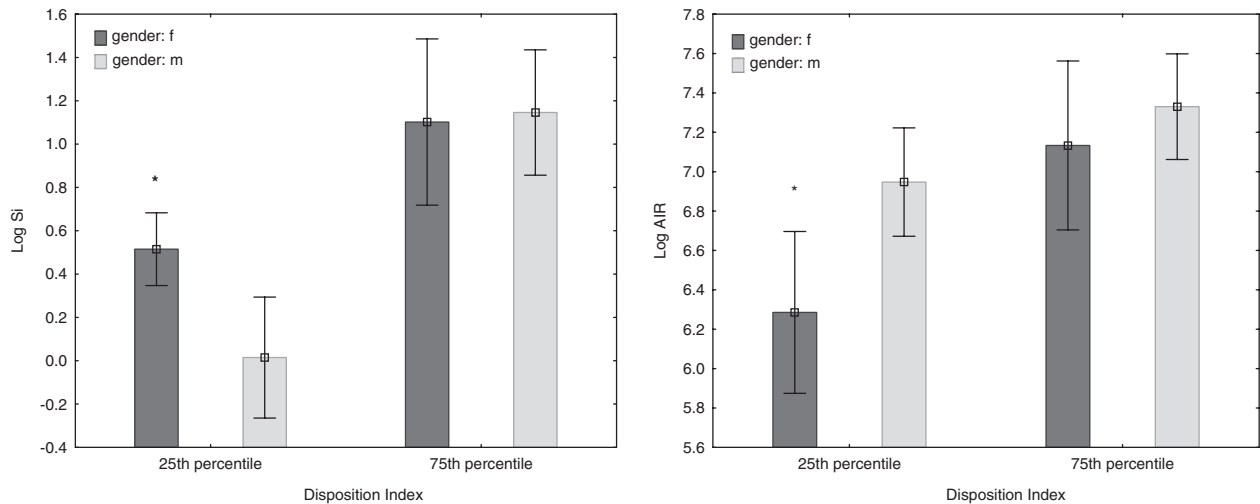 1.6
1.4
1.2
1.0
0.8
0.6
0.4
0.2
0.0
-0.2
-0.4
Log Si
gender: f
gender: m
*
25th percentile 75th percentile
Disposition Index
7.8
7.6
7.4
7.2
7.0
6.8
6.6
6.4
6.2
6.0
5.8
5.6
Log AIR
gender: f
gender: m
*
25th percentile 75th percentile
Disposition Index